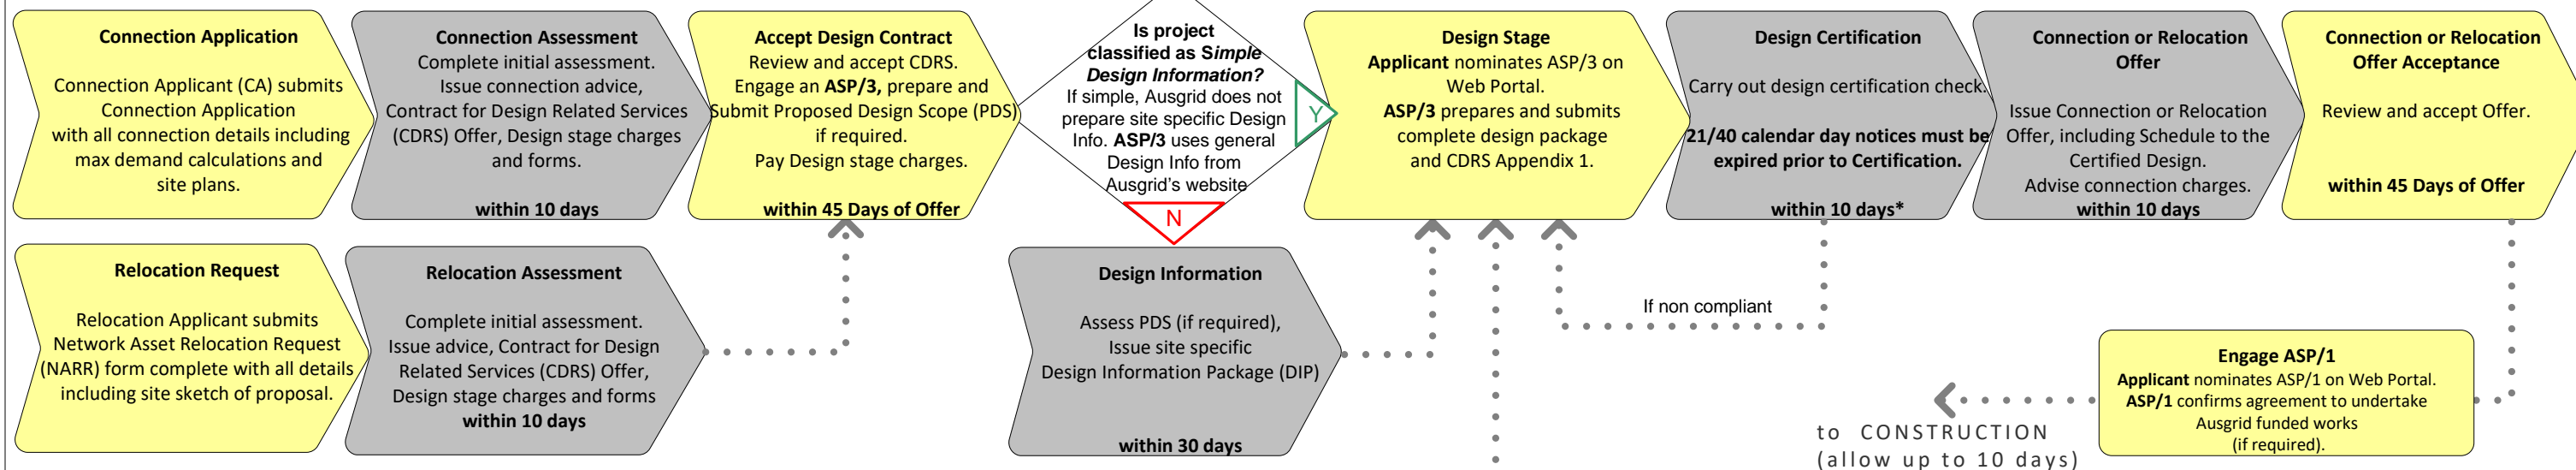 Connection Application
Connection Applicant (CA) submits
Connection Application
with all connection details including
max demand calculations and
site plans.
Connection Assessment
Complete initial assessment.
Issue connection advice,
Contract for Design Related Services
(CDRS) Offer, Design stage charges
and forms.
within 10 days
Accept Design Contract
Review and accept CDRS.
Engage an ASP/3, prepare and
Submit Proposed Design Scope (PDS)
if required.
Pay Design stage charges.
within 45 Days of Offer
Is project
classified as Simple
Design Information?
If simple, Ausgrid does not
prepare site specific Design
Info. ASP/3 uses general
Design Info from
Ausgrid's website
Y
N
Design Stage
Applicant nominates ASP/3 on
Web Portal.
ASP/3 prepares and submits
complete design package
and CDRS Appendix 1.
Design Certification
Carry out design certification check.
21/40 calendar day notices must be
expired prior to Certification.
within 10 days*
Connection or Relocation
Offer
Issue Connection or Relocation
Offer, including Schedule to the
Certified Design.
Advise connection charges.
within 10 days
Connection or Relocation
Offer Acceptance
Review and accept Offer.
within 45 Days of Offer
Relocation Request
Relocation Applicant submits
Network Asset Relocation Request
(NARR) form complete with all details
including site sketch of proposal.
Relocation Assessment
Complete initial assessment.
Issue advice, Contract for Design
Related Services (CDRS) Offer,
Design stage charges and forms
within 10 days
Design Information
Assess PDS (if required),
Issue site specific
Design Information Package (DIP)
within 30 days
If non compliant
Engage ASP/1
Applicant nominates ASP/1 on Web Portal.
ASP/1 confirms agreement to undertake
Ausgrid funded works
(if required).
to CONSTRUCTION
(allow up to 10 days)